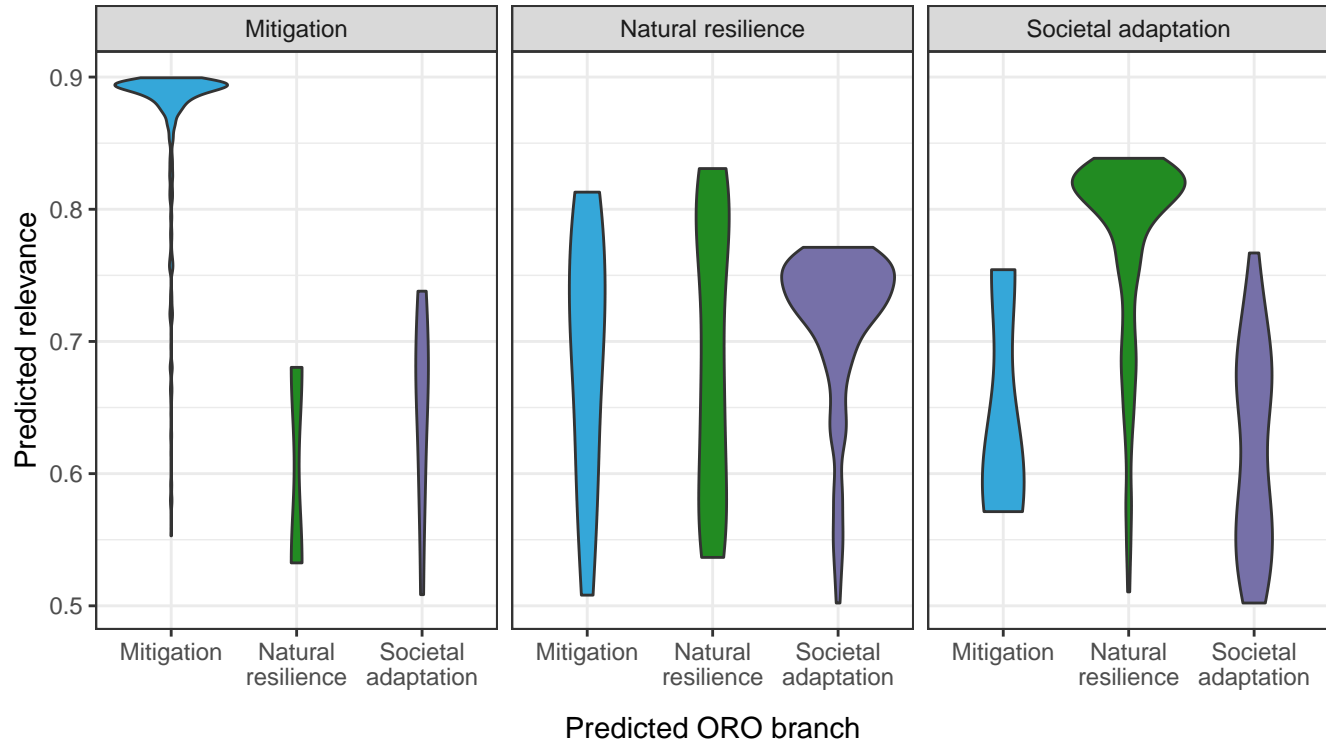 Mitigation
Natural resilience
Societal adaptation
Predicted relevance
0.9
0.8
0.7
0.6
0.5
Mitigation
Natural
resilience
Societal
adaptation
Mitigation
Natural
resilience
Societal
adaptation
Mitigation
Natural
resilience
Societal
adaptation
Predicted ORO branch